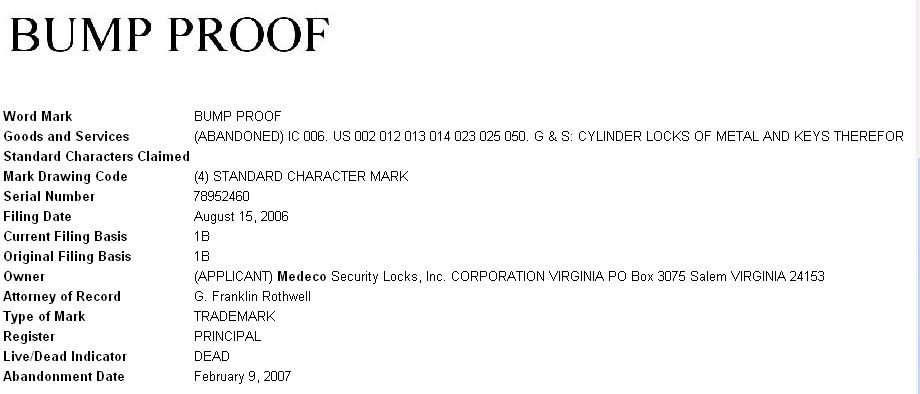 BUMP PROOF
Word Mark BUMP PROOF
Goods and Services (ABANDONED) IC 006. US 002 012 013 014 023 025 050. G & S: CYLINDER LOCKS OF METAL AND KEYS THEREFOR
Standard Characters Claimed
Mark Drawing Code (4) STANDARD CHARACTER MARK
Serial Number 78952460
Filing Date August 15, 2006
Current Filing Basis 1B
Original Filing Basis 1B
Owner (APPLICANT) Medeco Security Locks, Inc. CORPORATION VIRGINIA PO Box 3075 Salem VIRGINIA 24153
Attorney of Record G. Franklin Rothwell
Type of Mark TRADEMARK
Register PRINCIPAL
Live/Dead Indicator DEAD
Abandonment Date February 9, 2007